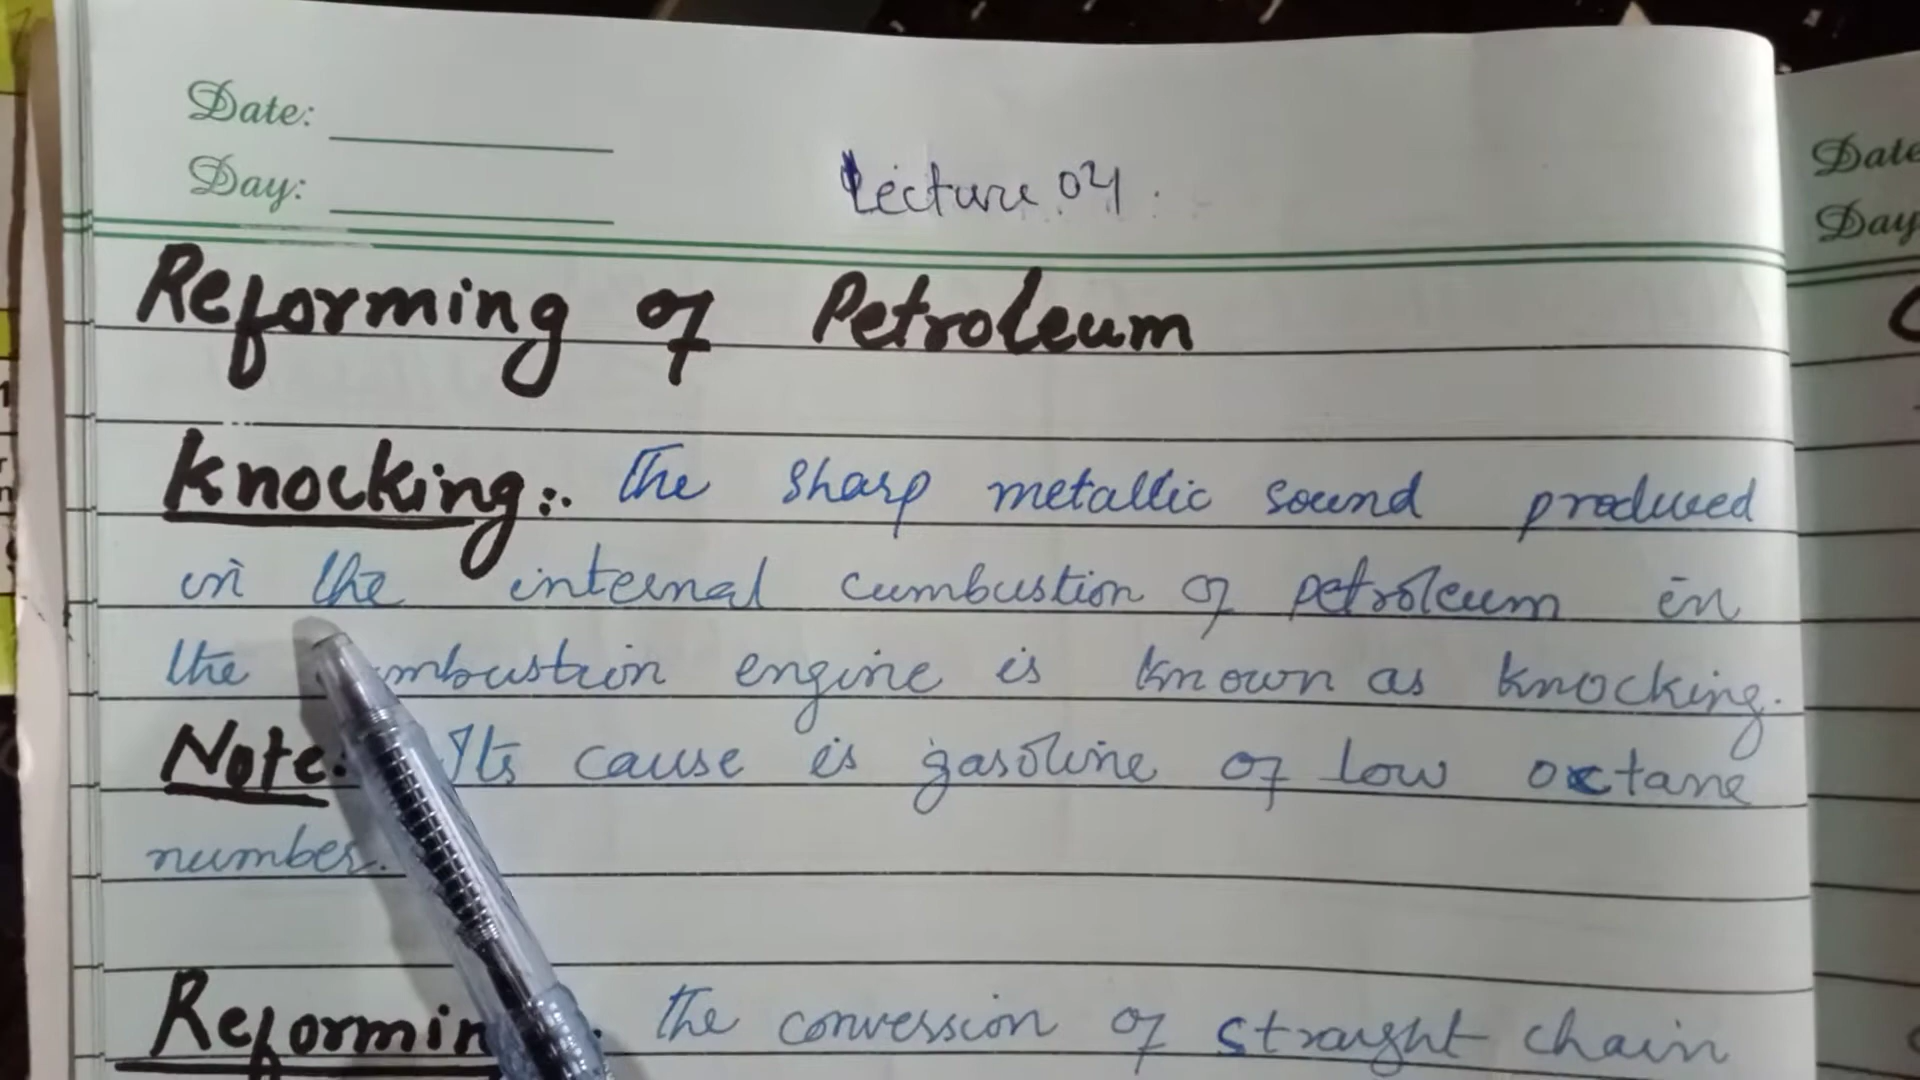 Date:
Day:
Lecture 04.
Reforming of Petroleum
Knocking:. The sharp metallic sound produced
in the internal cumbustion of petroleum in
the mbustion engine is known as knocking.
Note: Its cause is gasoline of low octane
number.
Reformin The conversion of straight chain
Date
Day